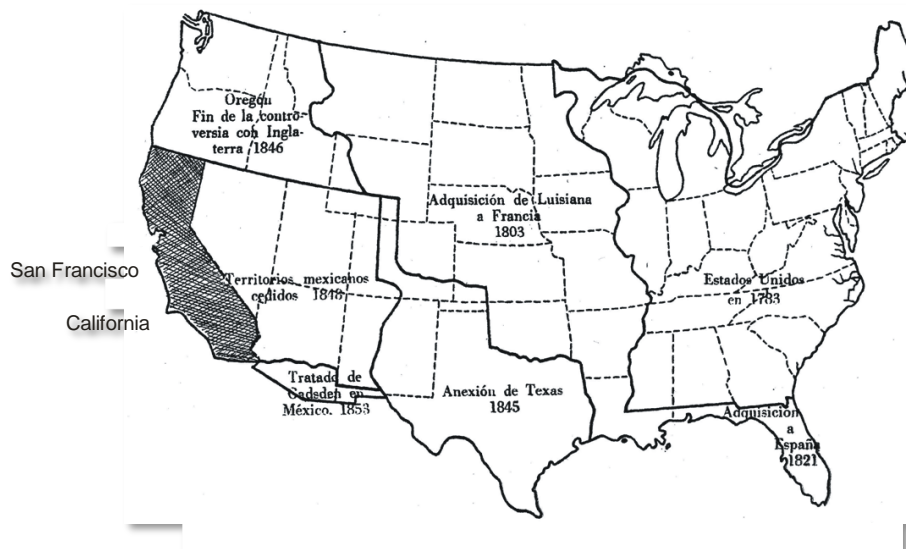 Oregón
Fin de la contro-
versia con Ingla-
terra 1846
Adquisición de Luisiana
a Francia
1803
San Francisco
California
Territorios mexicanos
cedidos 1848
Estados Unidos
en 1783
Tratado de
Gadsden en
México. 1853
Anexión de Texas
1845
Adquisición
a
España
1821